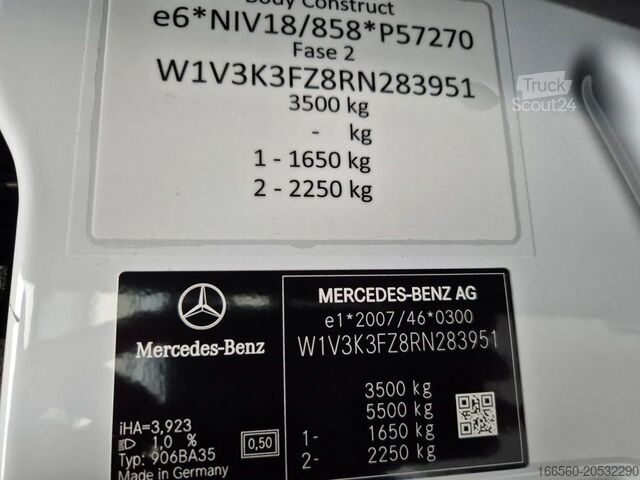 Body Construct
e6*NIV18/858*P57270
Fase 2
W1V3K3FZ8RN283951
3500 kg
- kg
1 - 1650 kg
2 - 2250 kg
Truck
Scout24
Mercedes-Benz
iHA=3,923
1.0 %
Typ: 906BA35
Made in Germany
0,50
MERCEDES-BENZ AG
e1*2007/46*0300
W1V3K3FZ8RN283951
3500 kg
5500 kg
1- 1650 kg
2- 2250 kg
166560-20532290